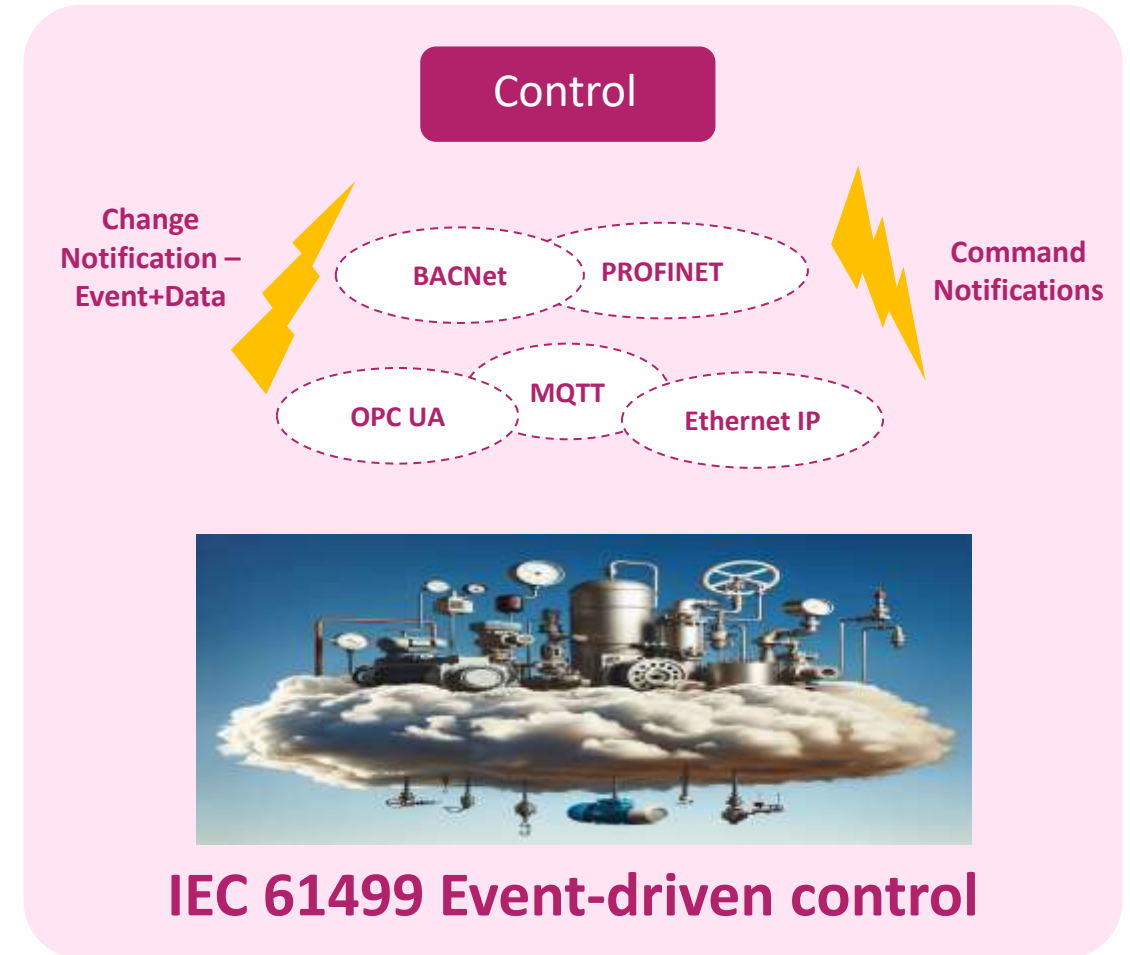 Control
Change
Notification –
Event+Data
Command
Notifications
BACNet
PROFINET
MQTT
OPC UA
Ethernet IP
IEC 61499 Event-driven control